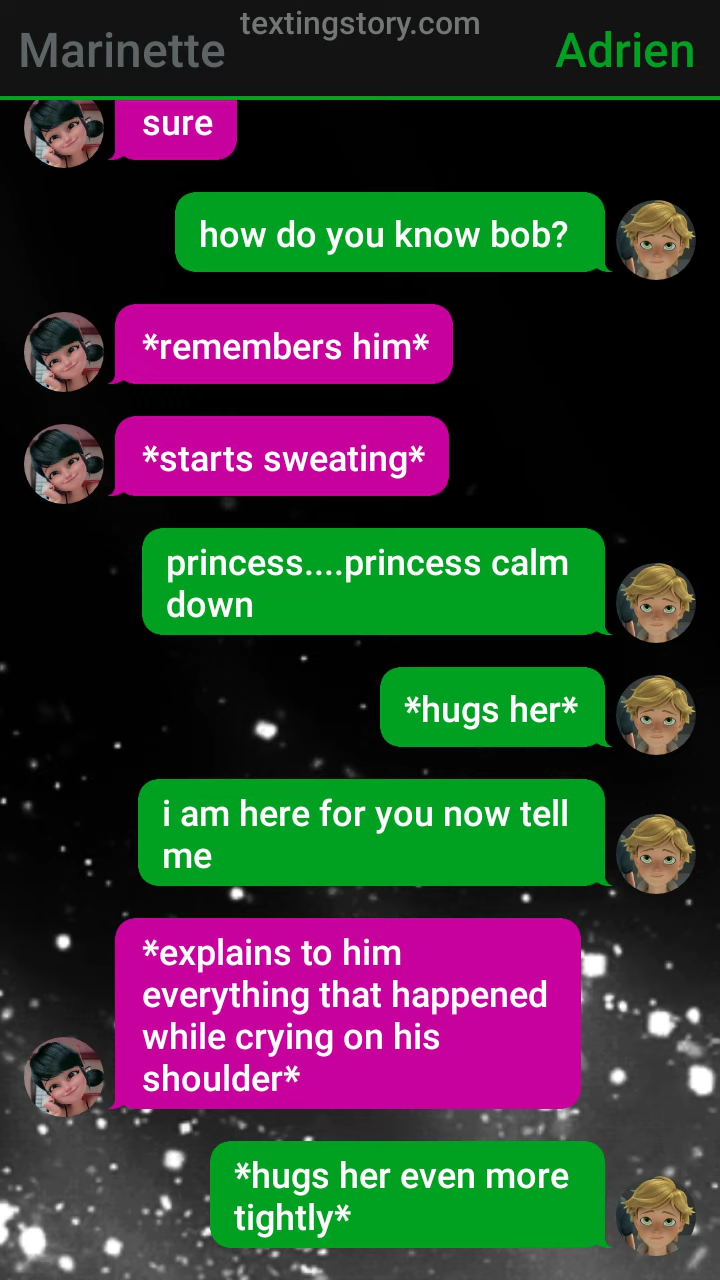 textingstory.com
Marinette
Adrien
sure
how do you know bob?
*remembers him*
*starts sweating*
princess....princess calm
down
*hugs her*
i am here for you now tell
me
*explains to him
everything that happened
while crying on his
shoulder*
*hugs her even more
tightly*